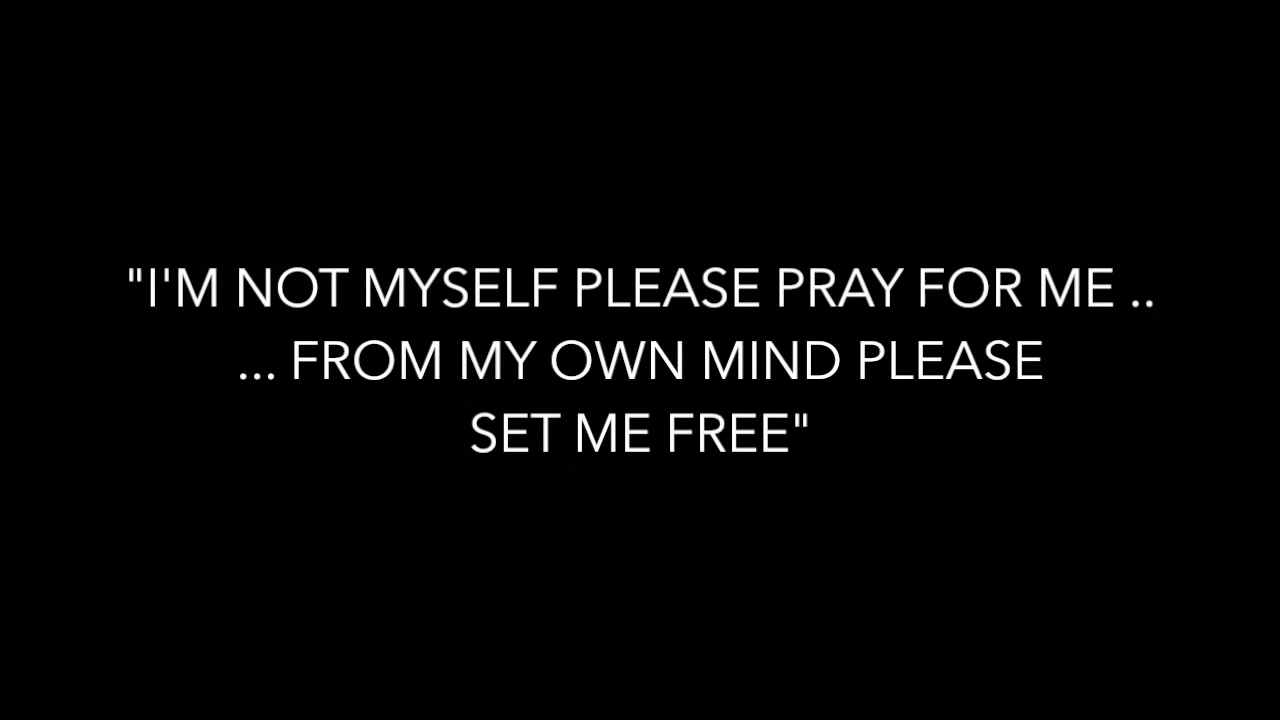 "I'M NOT MYSELF PLEASE PRAY FOR ME ..
... FROM MY OWN MIND PLEASE
SET ME FREE"